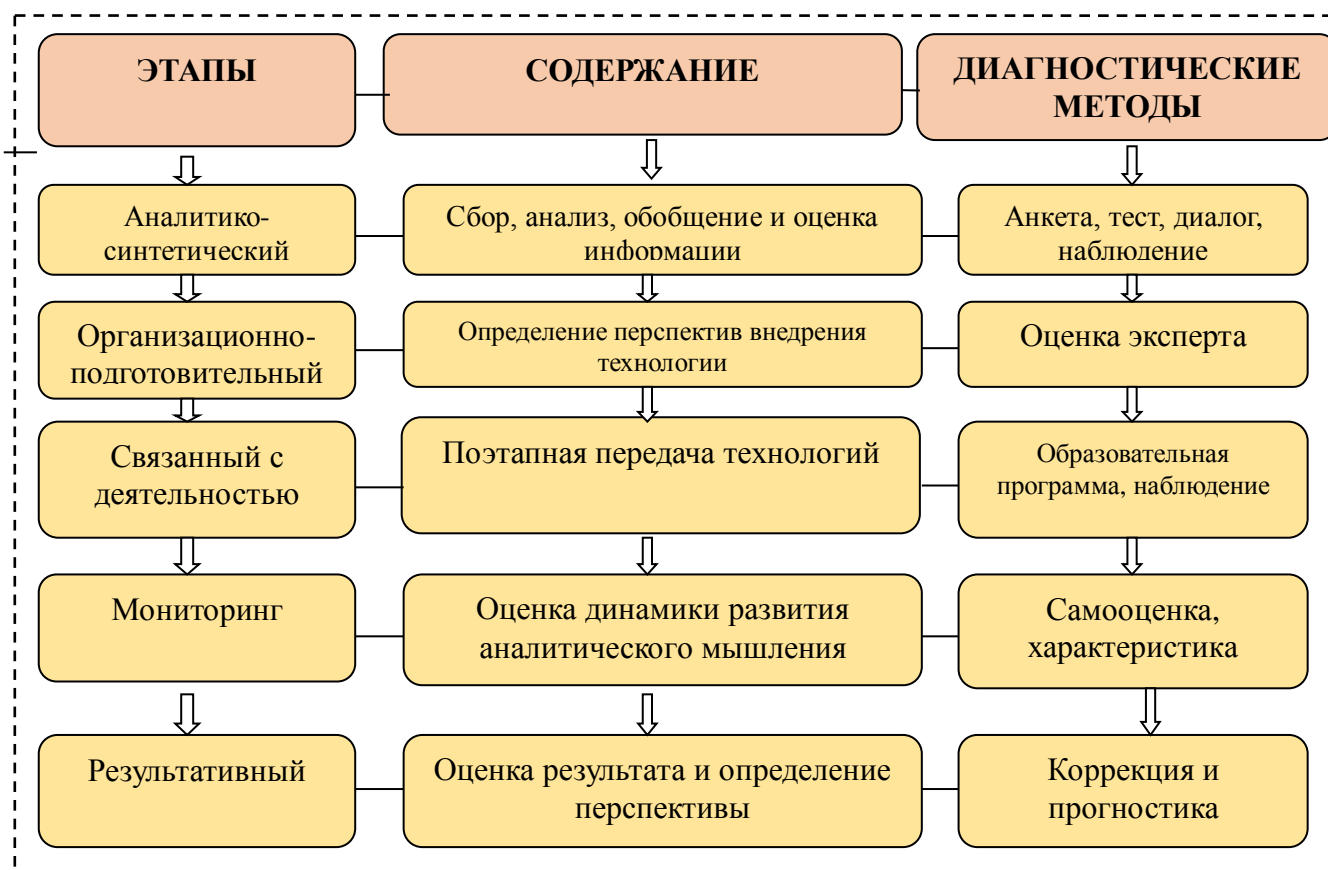 ЭТАПЫ
СОДЕРЖАНИЕ
ДИАГНОСТИЧЕСКИЕ
МЕТОДЫ
Аналитико-
синтетический
Сбор, анализ, обобщение и оценка
информации
Анкета, тест, диалог,
наблюдение
Организационно-
подготовительный
Определение перспектив внедрения
технологии
Оценка эксперта
Связанный с
деятельностью
Поэтапная передача технологий
Образовательная
программа, наблюдение
Мониторинг
Оценка динамики развития
аналитического мышления
Самооценка,
характеристика
Результативный
Оценка результата и определение
перспективы
Коррекция и
прогностика